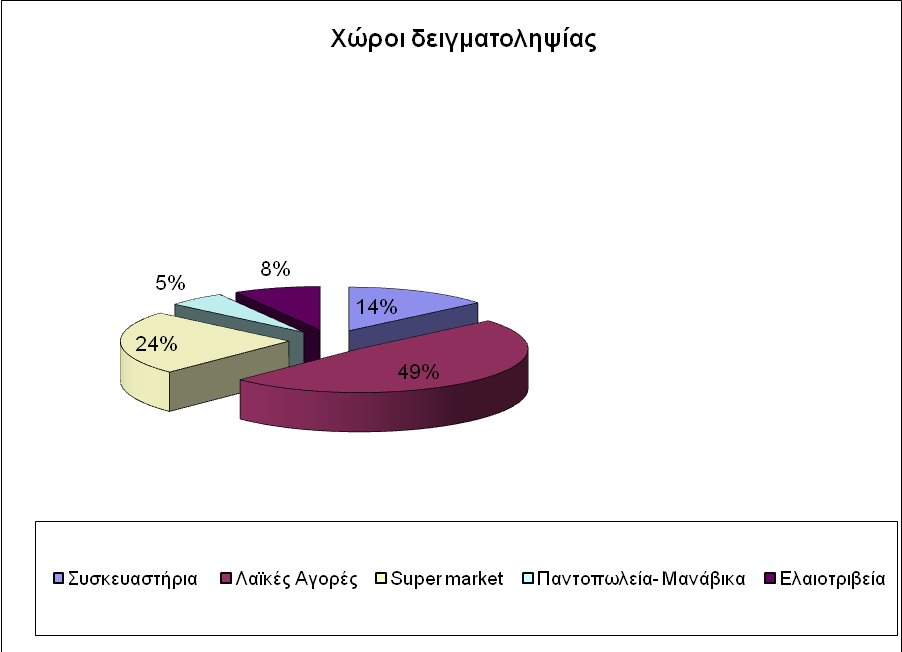 Χώροι δειγματοληψίας
8%
5%
14%
24%
49%
Συσκευαστήρια Λαϊκές Αγορές Super market Παντοπωλεία- Μανάβικα Ελαιοτριβεία